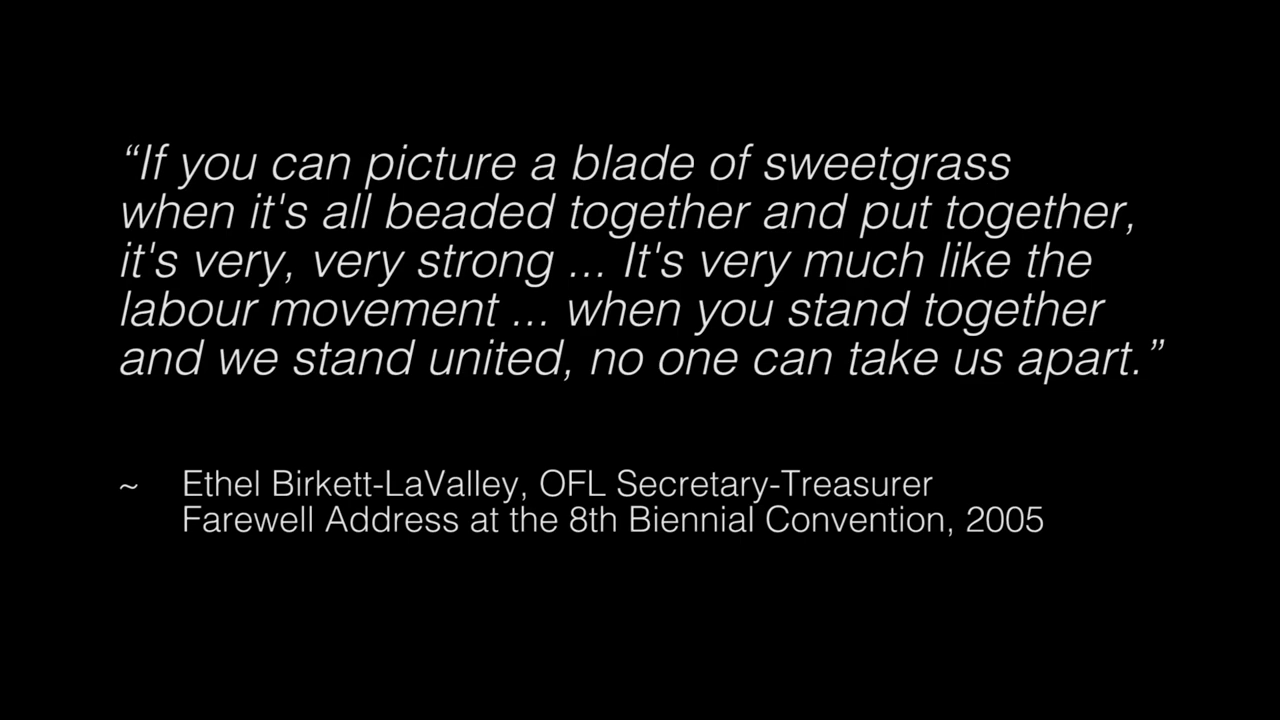 “If you can picture a blade of sweetgrass
when it's all beaded together and put together,
it's very, very strong ... It's very much like the
labour movement ... when you stand together
and we stand united, no one can take us apart.”
~ Ethel Birkett-LaValley, OFL Secretary-Treasurer
Farewell Address at the 8th Biennial Convention, 2005